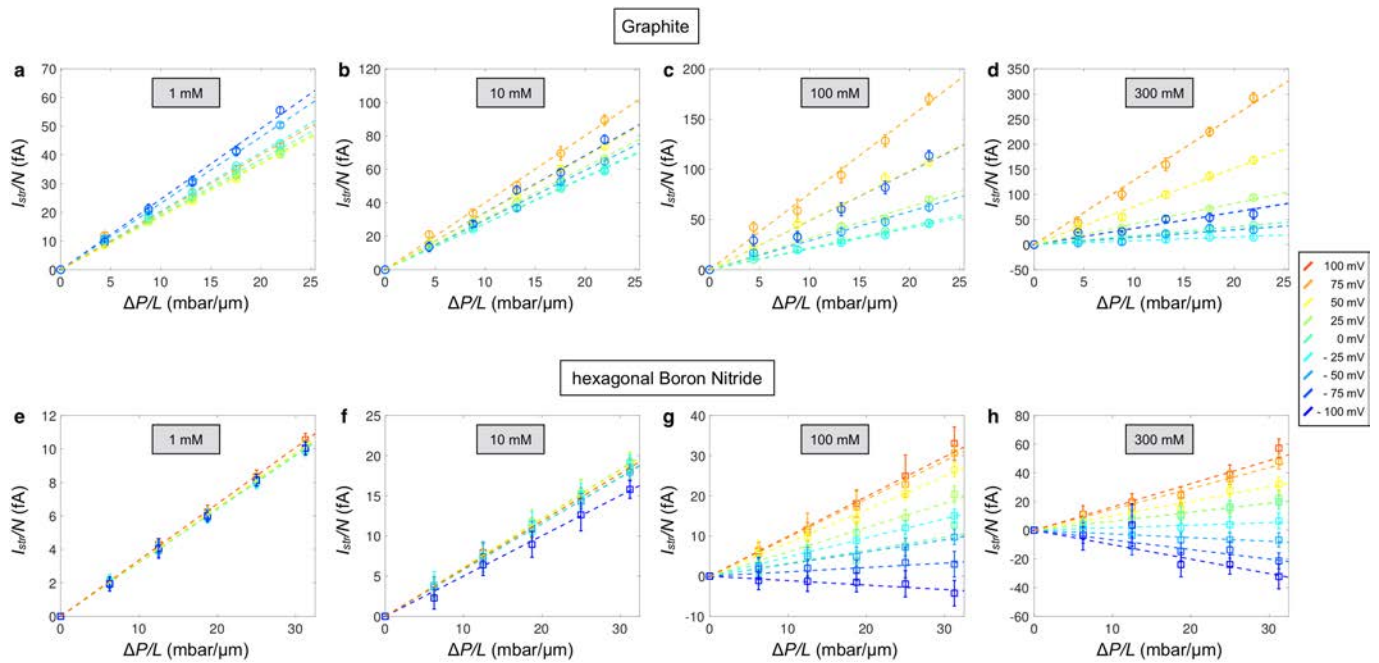 Graphite
a
1 mM
I_str/N (fA)
70
60
50
40
30
20
10
0
0 5 10 15 20 25
ΔP/L (mbar/μm)
b
10 mM
I_str/N (fA)
120
100
80
60
40
20
0
0 5 10 15 20 25
ΔP/L (mbar/μm)
c
100 mM
I_str/N (fA)
200
150
100
50
0
0 5 10 15 20 25
ΔP/L (mbar/μm)
d
300 mM
I_str/N (fA)
350
300
250
200
150
100
50
0
-50
0 5 10 15 20 25
ΔP/L (mbar/μm)
100 mV
75 mV
50 mV
25 mV
0 mV
- 25 mV
- 50 mV
- 75 mV
- 100 mV
hexagonal Boron Nitride
e
1 mM
I_str/N (fA)
12
10
8
6
4
2
0
0 10 20 30
ΔP/L (mbar/μm)
f
10 mM
I_str/N (fA)
25
20
15
10
5
0
0 10 20 30
ΔP/L (mbar/μm)
g
100 mM
I_str/N (fA)
40
30
20
10
0
-10
0 10 20 30
ΔP/L (mbar/μm)
h
300 mM
I_str/N (fA)
80
60
40
20
0
-20
-40
-60
0 10 20 30
ΔP/L (mbar/μm)